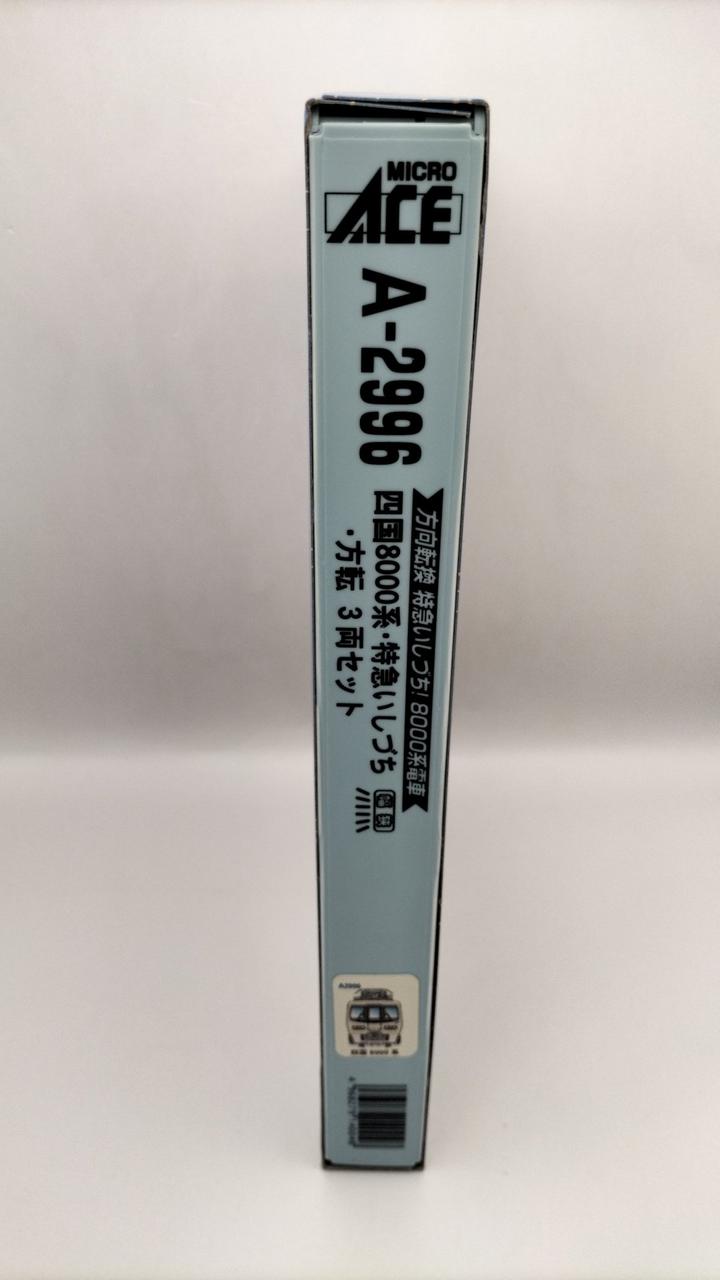 MICRO
ACE
A-2996
方向転換 特急いしづち! 8000系電車
四国8000系・特急いしづち
・方転 3両セット
A2996